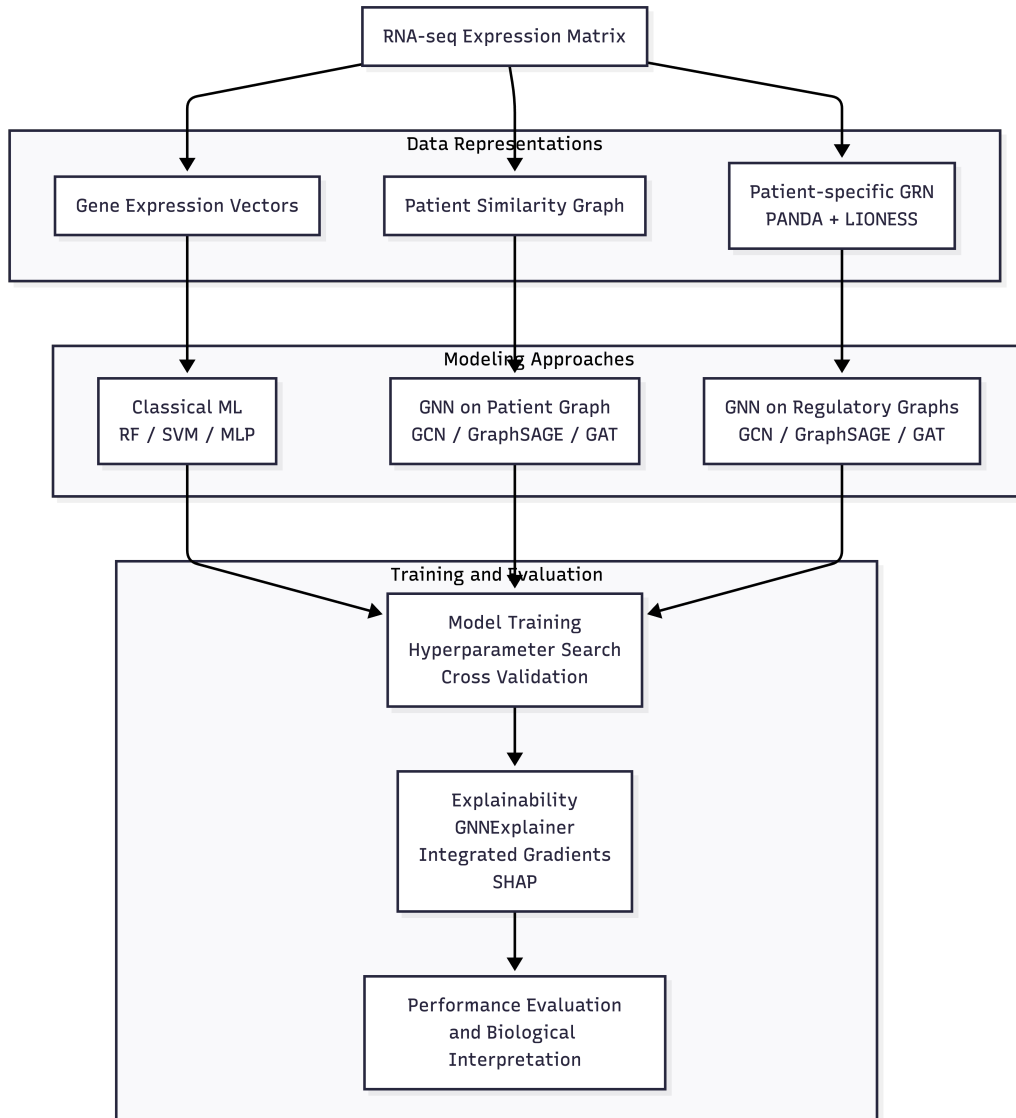 RNA-seq Expression Matrix
Data Representations
Gene Expression Vectors
Patient Similarity Graph
Patient-specific GRN
PANDA + LIONESS
Modeling Approaches
Classical ML
RF / SVM / MLP
GNN on Patient Graph
GCN / GraphSAGE / GAT
GNN on Regulatory Graphs
GCN / GraphSAGE / GAT
Training and Evaluation
Model Training
Hyperparameter Search
Cross Validation
Explainability
GNNExplainer
Integrated Gradients
SHAP
Performance Evaluation
and Biological
Interpretation